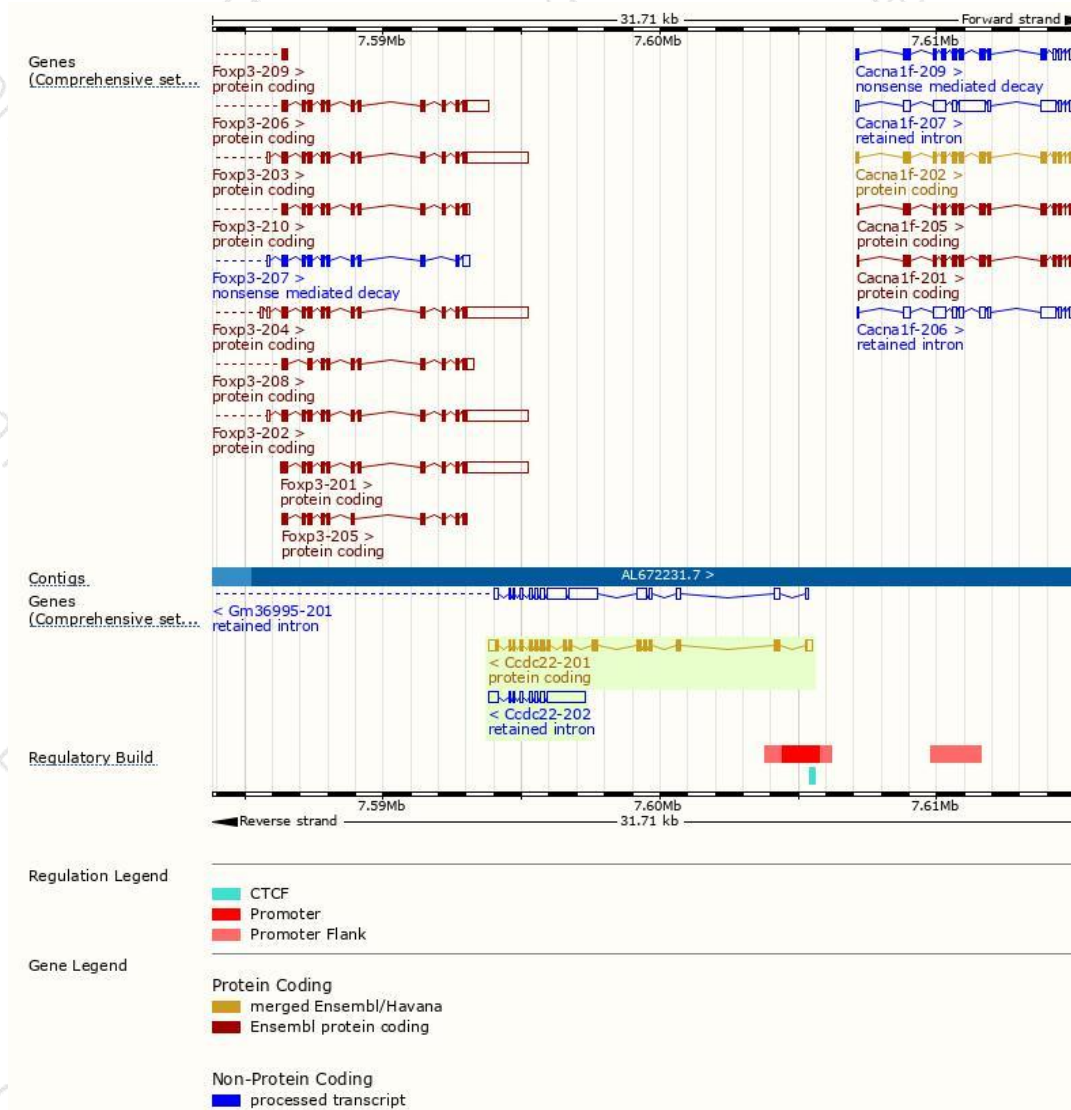 31.71 kb
Forward strand
7.59Mb 7.60Mb 7.61Mb
Genes
(Comprehensive set...
Foxp3-209 >
protein coding
Foxp3-206 >
protein coding
Foxp3-203 >
protein coding
Foxp3-210 >
protein coding
Foxp3-207 >
nonsense mediated decay
Foxp3-204 >
protein coding
Foxp3-208 >
protein coding
Foxp3-202 >
protein coding
Foxp3-201 >
protein coding
Foxp3-205 >
protein coding
Cacna1f-209 >
nonsense mediated decay
Cacna1f-207 >
retained intron
Cacna1f-202 >
protein coding
Cacna1f-205 >
protein coding
Cacna1f-201 >
protein coding
Cacna1f-206 >
retained intron
Contigs
AL672231.7 >
Genes
(Comprehensive set...
< Gm36995-201
retained intron
< Ccdc22-201
protein coding
< Ccdc22-202
retained intron
Regulatory Build
7.59Mb 7.60Mb 7.61Mb
Reverse strand
31.71 kb
Regulation Legend
CTCF
Promoter
Promoter Flank
Gene Legend
Protein Coding
merged Ensembl/Havana
Ensembl protein coding
Non-Protein Coding
processed transcript